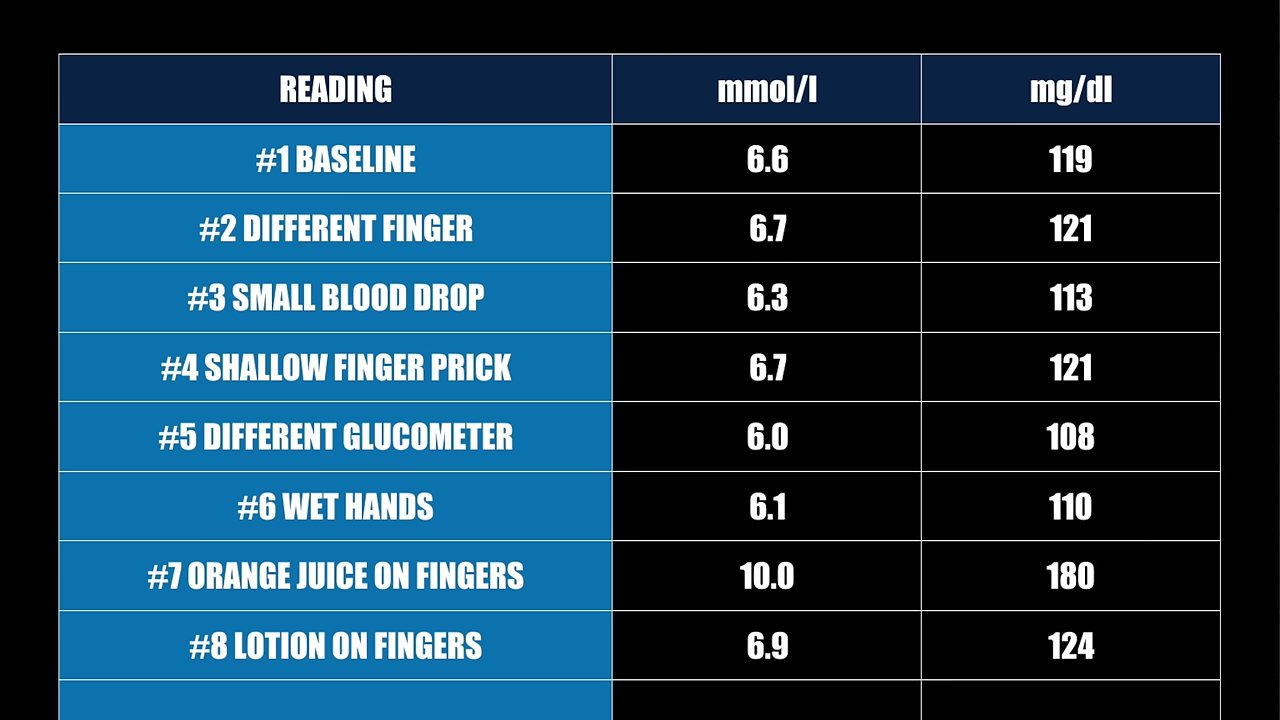 READING mmol/l mg/dl
#1 BASELINE 6.6 119
#2 DIFFERENT FINGER 6.7 121
#3 SMALL BLOOD DROP 6.3 113
#4 SHALLOW FINGER PRICK 6.7 121
#5 DIFFERENT GLUCOMETER 6.0 108
#6 WET HANDS 6.1 110
#7 ORANGE JUICE ON FINGERS 10.0 180
#8 LOTION ON FINGERS 6.9 124